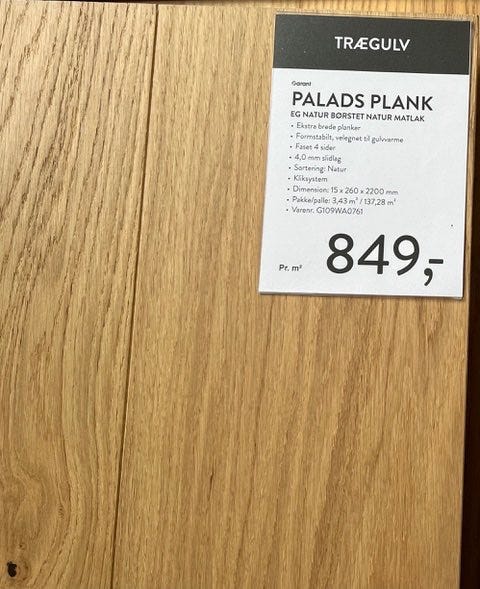 TRÆGULV
Garant
PALADS PLANK
EG NATUR BØRSTET NATUR MATLAK
• Ekstra brede planker
• Formstabilt, velegnet til gulvvarme
• Faset 4 sider
• 4,0 mm slidlag
• Sortering: Natur
• Kliksystem
• Dimension: 15 x 260 x 2200 mm
• Pakke/palle: 3,43 m² / 137,28 m²
• Varenr. G109WA0761
Pr. m² 849,-